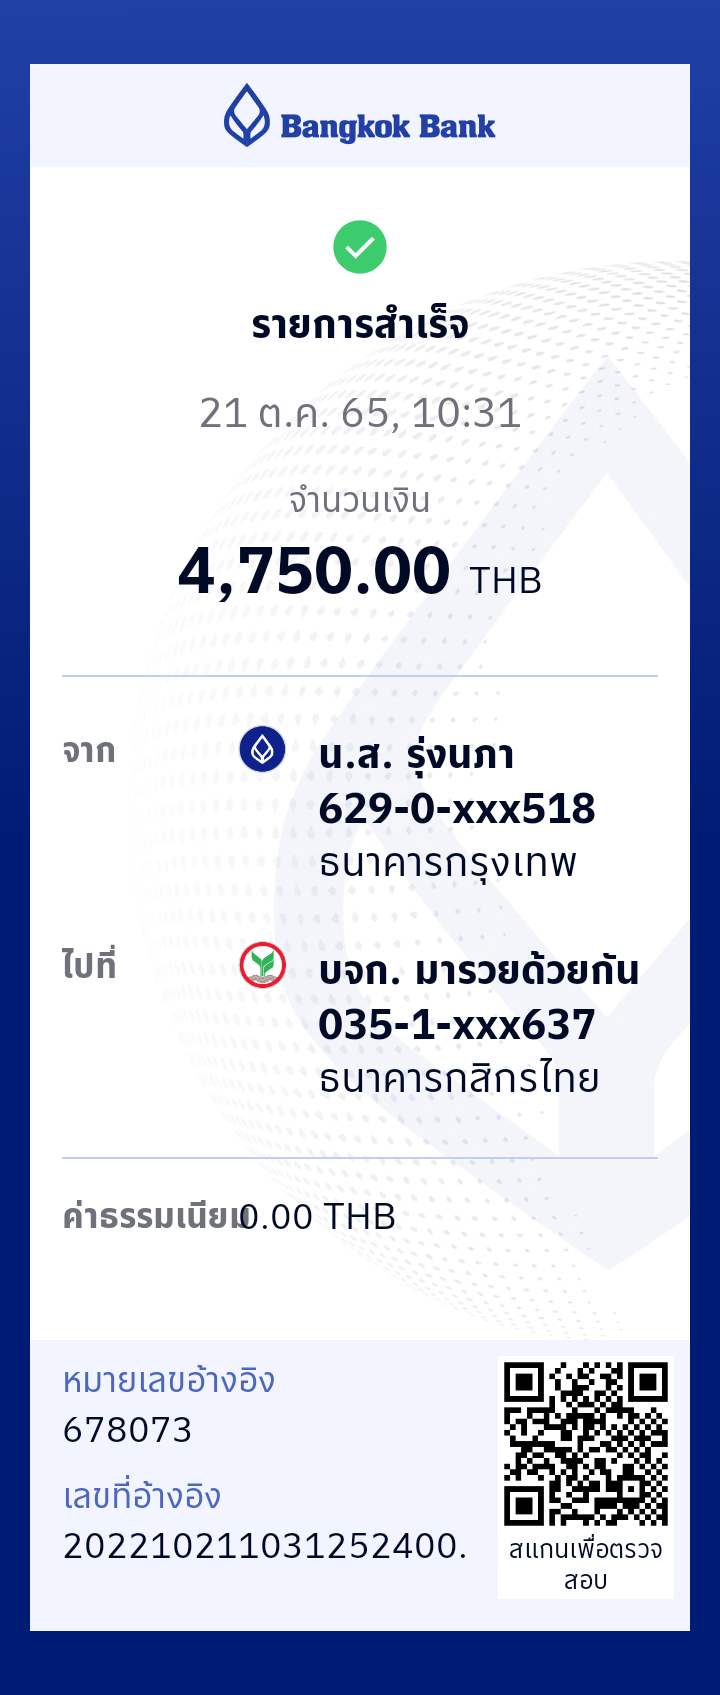 Bangkok Bank
รายการสำเร็จ
21 ต.ค. 65, 10:31
จำนวนเงิน
4,750.00 THB
จาก
น.ส. รุ่งนภา
629-0-xxx518
ธนาคารกรุงเทพ
ไปที่
บจก. มารวยด้วยกัน
035-1-xxx637
ธนาคารกสิกรไทย
ค่าธรรมเนียม 0.00 THB
หมายเลขอ้างอิง
678073
เลขที่อ้างอิง
202210211031252400.
สแกนเพื่อตรวจ
สอบ